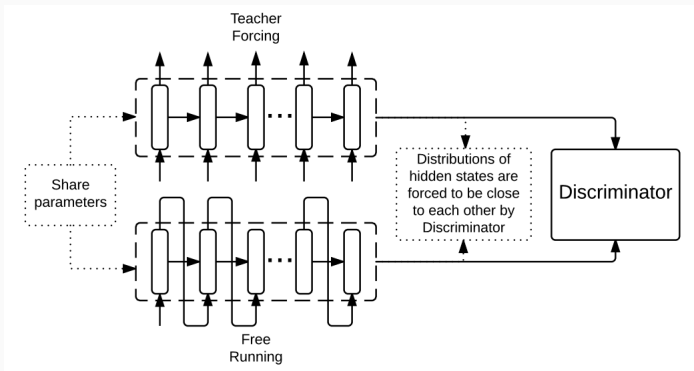 Teacher
Forcing
Share
parameters
Distributions of
hidden states are
forced to be close
to each other by
Discriminator
Discriminator
Free
Running